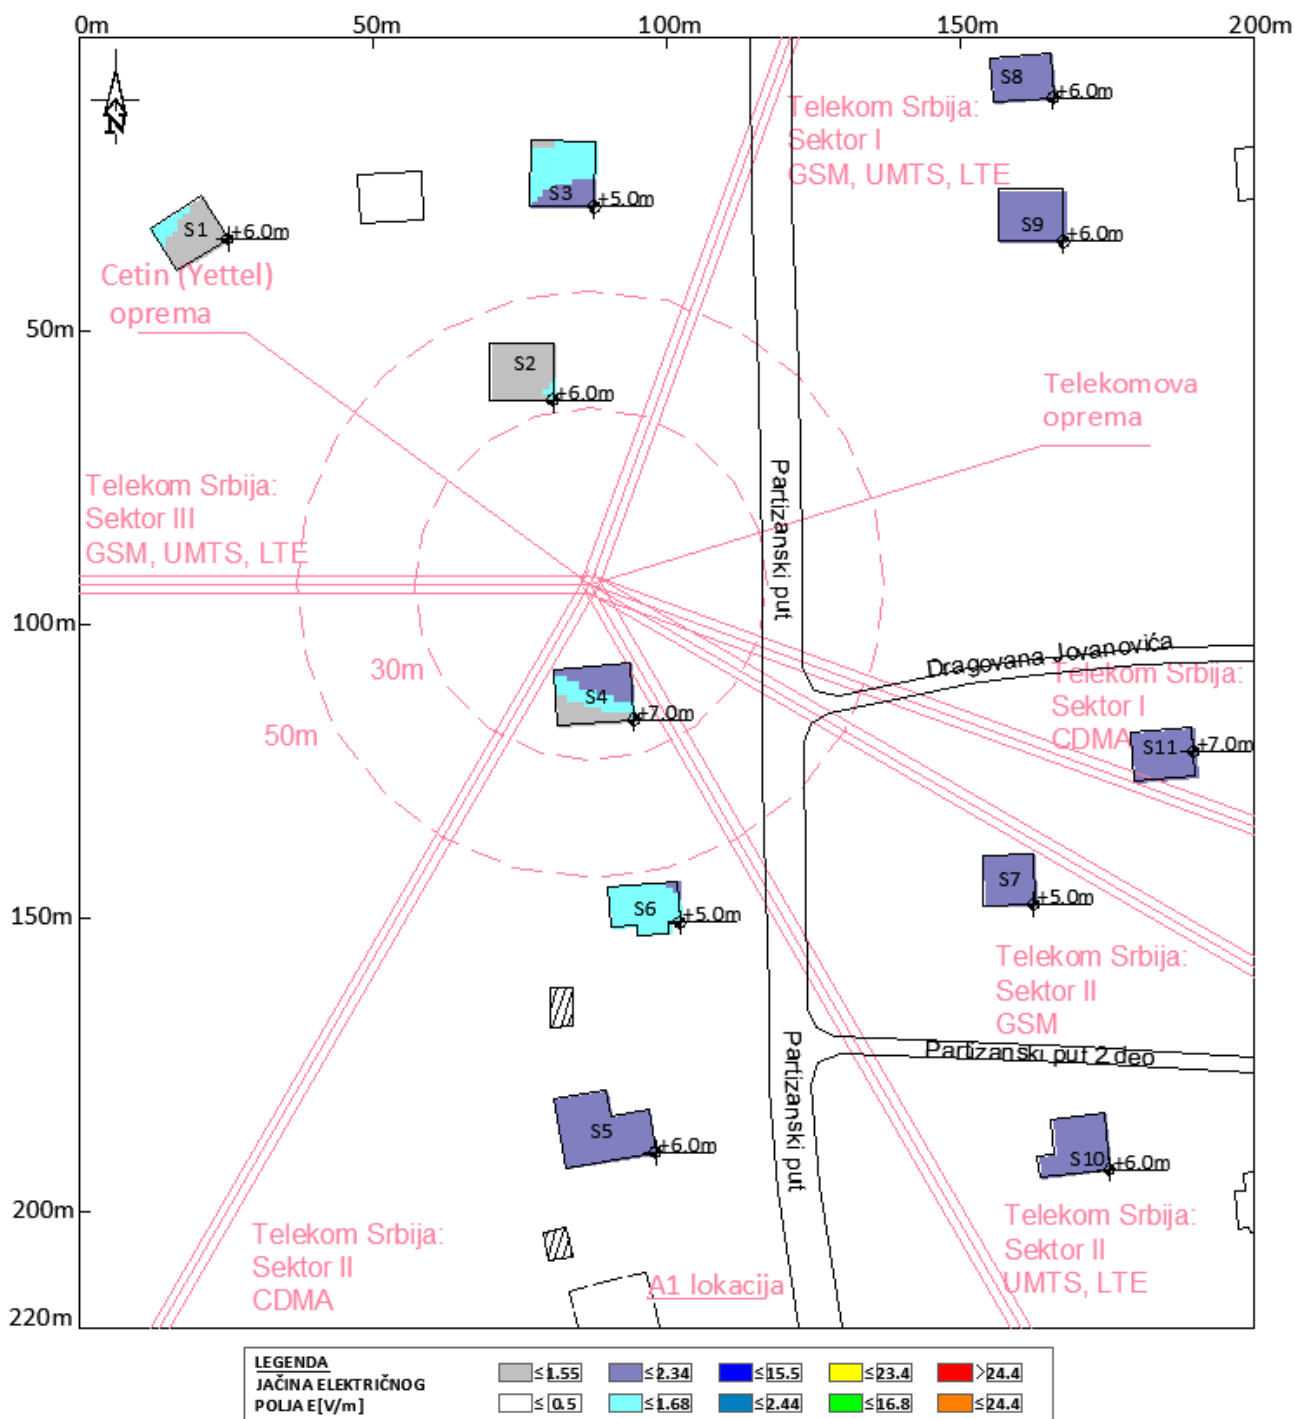 0m
50m
100m
150m
200m
S8
+6.0m
Telekom Srbija:
Sektor I
GSM, UMTS, LTE
N
S3
+5.0m
S1
+6.0m
S9
+6.0m
Cetin (Yettel)
oprema
50m
S2
+6.0m
Telekomova
oprema
Partizanski put
Telekom Srbija:
Sektor III
GSM, UMTS, LTE
100m
30m
50m
Dragovana Jovanovića
Telekom Srbija:
Sektor I
CDMA
S4
+7.0m
S11
+7.0m
S7
+5.0m
150m
S6
+5.0m
Telekom Srbija:
Sektor II
GSM
Partizanski put
Partizanski put 2 deo
S5
+6.0m
S10
+6.0m
200m
Telekom Srbija:
Sektor II
CDMA
Telekom Srbija:
Sektor II
UMTS, LTE
A1 lokacija
220m
LEGENDA
JAČINA ELEKTRIČNOG
POLJA E[V/m]
≤1.55
≤2.34
≤15.5
≤23.4
>24.4
≤0.5
≤1.68
≤2.44
≤16.8
≤24.4